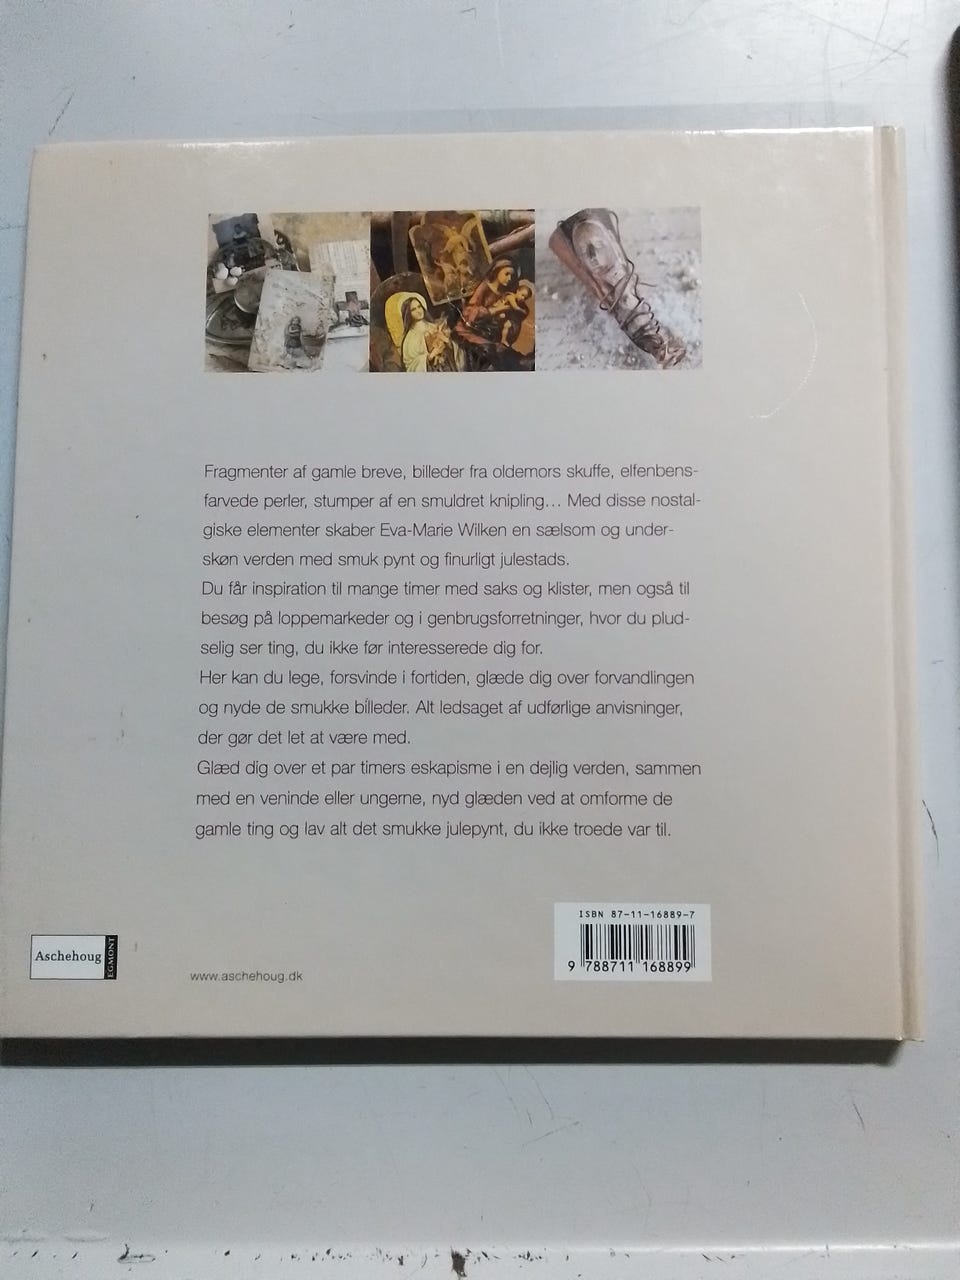 Fragmenter af gamle breve, billeder fra oldemors skuffe, elfenbens-
farvede perler, stumper af en smuldret knipling... Med disse nostal-
giske elementer skaber Eva-Marie Wilken en sælsom og under-
skøn verden med smuk pynt og finurligt julestads.
Du får inspiration til mange timer med saks og klister, men også til
besøg på loppemarkeder og i genbrugsforretninger, hvor du plud-
selig ser ting, du ikke før interesserede dig for.
Her kan du lege, forsvinde i fortiden, glæde dig over forvandlingen
og nyde de smukke billeder. Alt ledsaget af udførlige anvisninger,
der gør det let at være med.
Glæd dig over et par timers eskapisme i en dejlig verden, sammen
med en veninde eller ungerne, nyd glæden ved at omforme de
gamle ting og lav alt det smukke julepynt, du ikke troede var til.
ISBN 87-11-16889-7
9 788711 168899
Aschehoug
EGMONT
www.aschehoug.dk